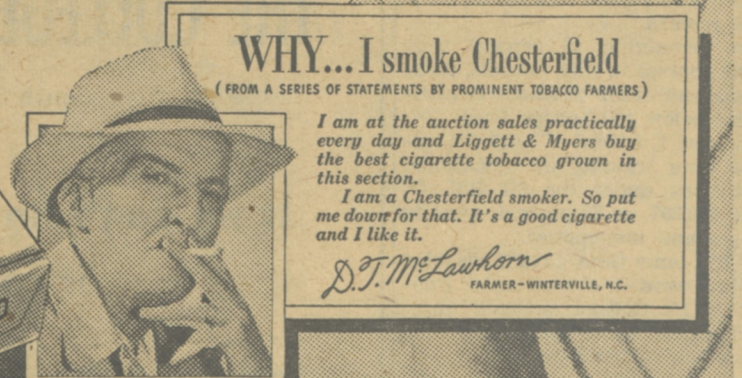 WHY...I smoke Chesterfield
( FROM A SERIES OF STATEMENTS BY PROMINENT TOBACCO FARMERS )
I am at the auction sales practically
every day and Liggett & Myers buy
the best cigarette tobacco grown in
this section.
I am a Chesterfield smoker. So put
me down for that. It's a good cigarette
and I like it.
D.T. McLawhorn
FARMER-WINTERVILLE, N.C.